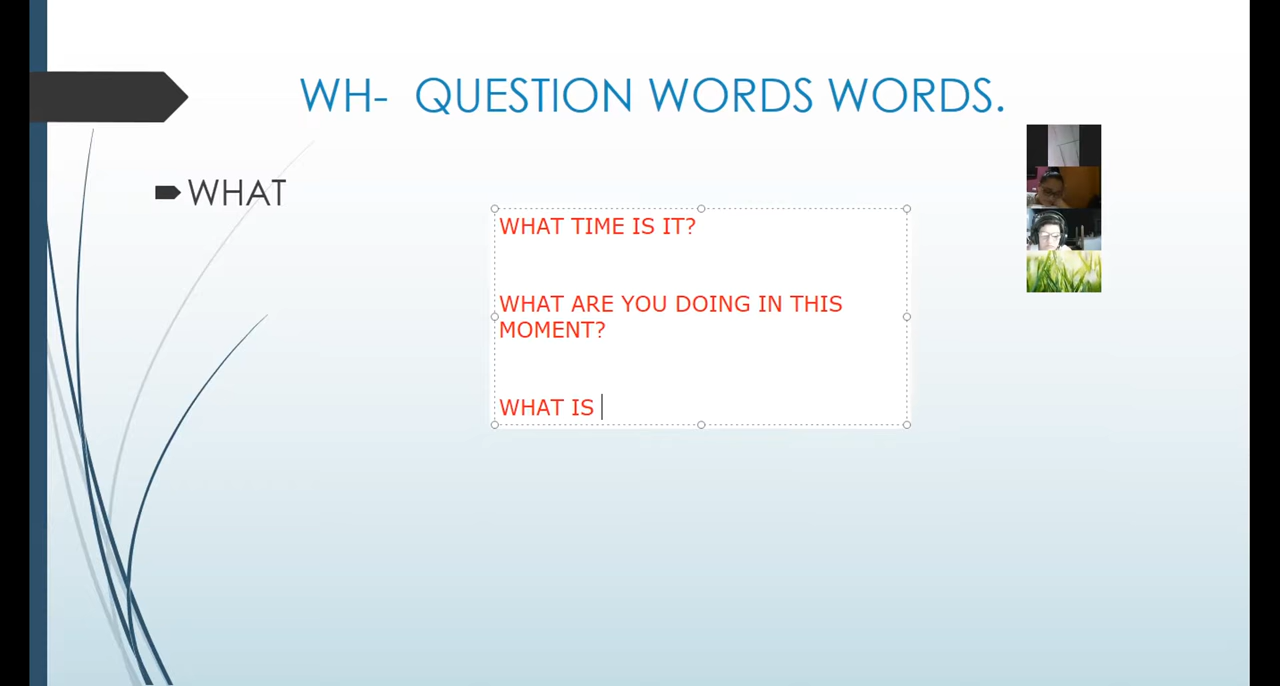 WH- QUESTION WORDS WORDS.
WHAT
WHAT TIME IS IT?
WHAT ARE YOU DOING IN THIS
MOMENT?
WHAT IS